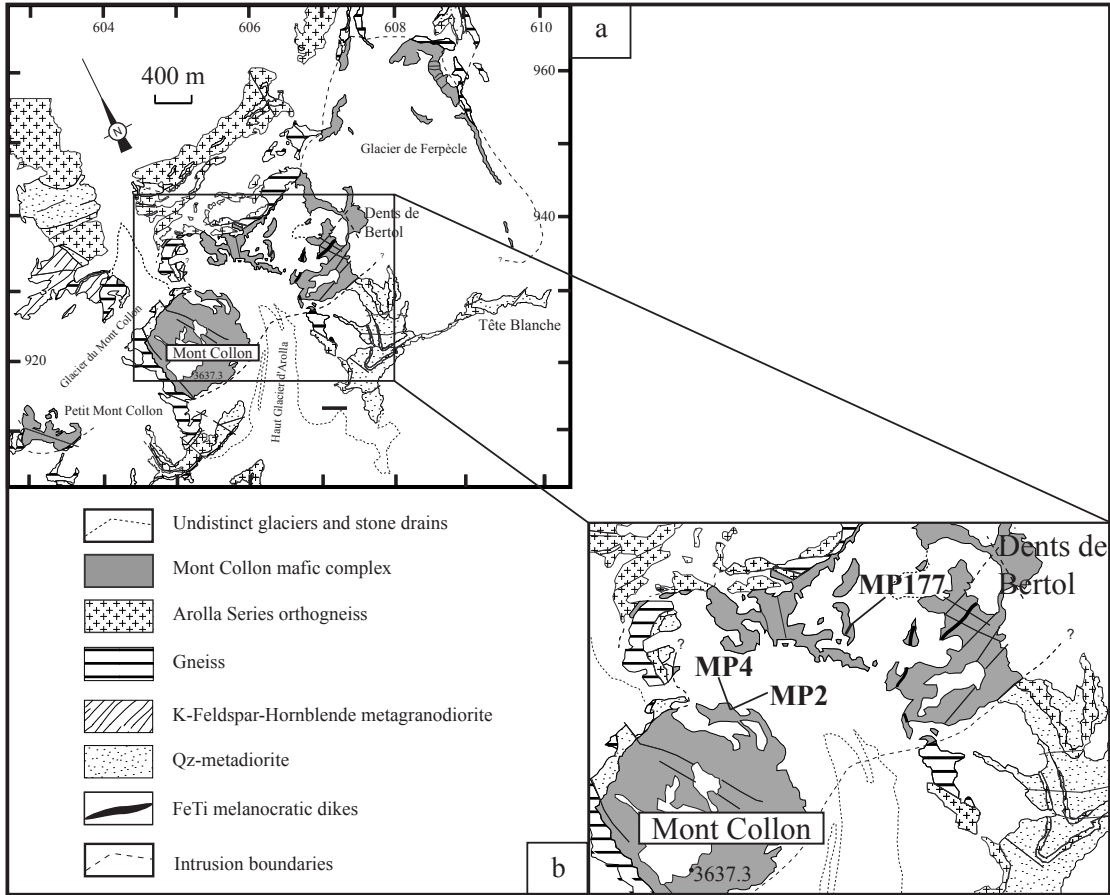 604
606
608
610
a
960
400 m
N
Glacier de Ferpècle
940
Dents de
Bertol
?
?
?
Glacier du Mont Collon
Tête Blanche
920
Mont Collon
3637.3
Haut Glacier d'Arolla
Petit Mont Collon
Undistinct glaciers and stone drains
Mont Collon mafic complex
Arolla Series orthogneiss
Gneiss
K-Feldspar-Hornblende metagranodiorite
Qz-metadiorite
FeTi melanocratic dikes
Intrusion boundaries
b
Dents de
Bertol
MP177
?
?
MP4
MP2
Mont Collon
3637.3